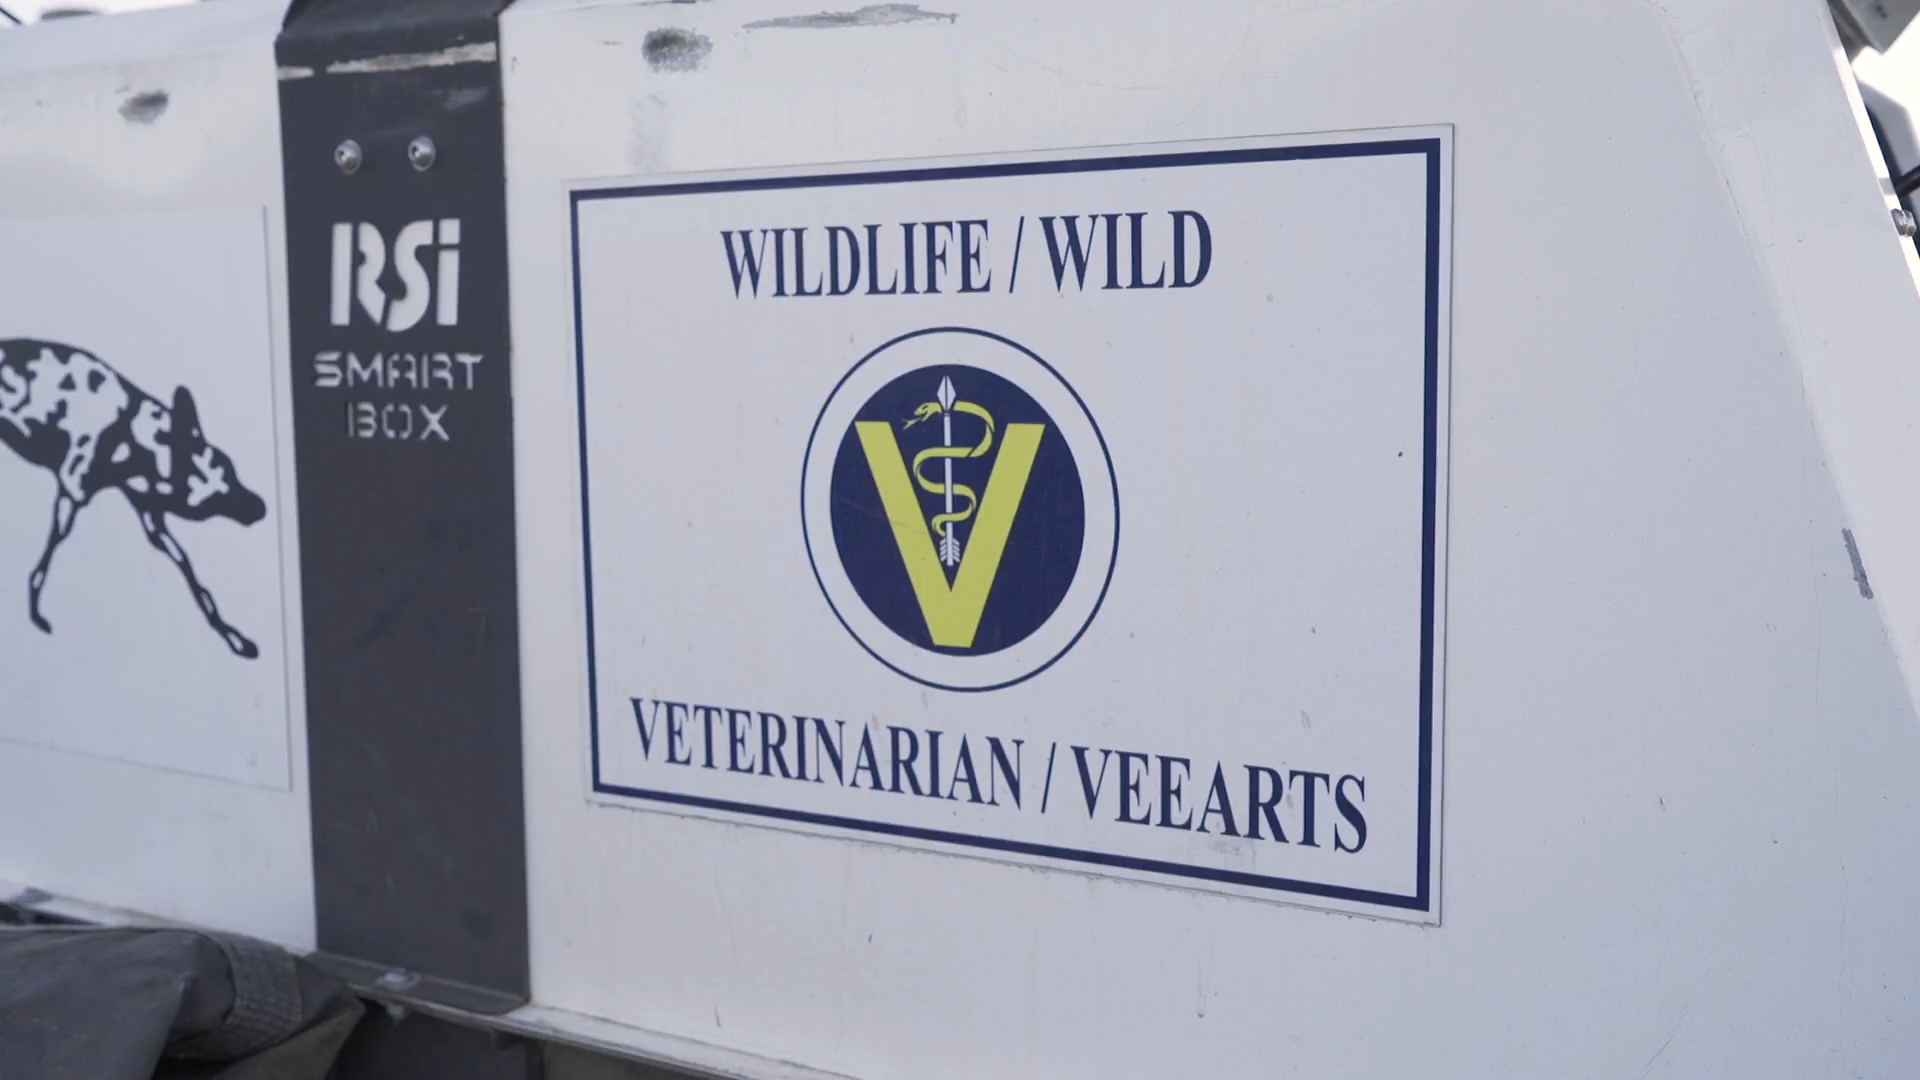 RSi
SMART
BOX
WILDLIFE / WILD
V
VETERINARIAN / VEEARTS